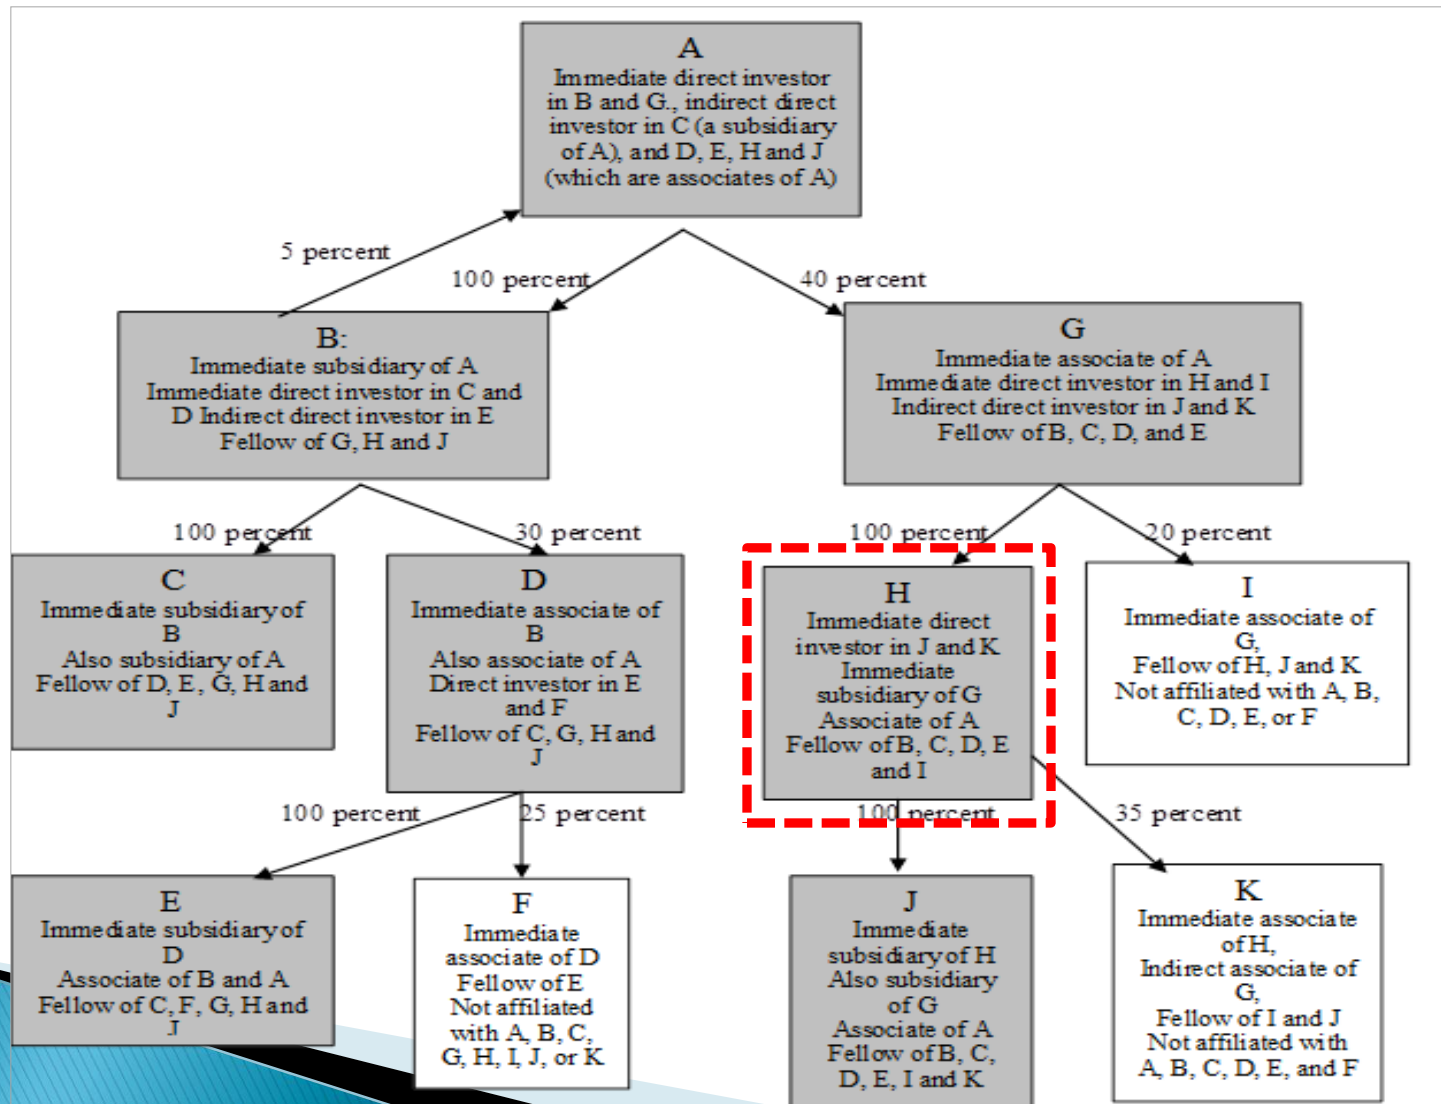 A
Immediate direct investor
in B and G., indirect direct
investor in C (a subsidiary
of A), and D, E, H and J
(which are associates of A)
5 percent
100 percent
40 percent
B:
Immediate subsidiary of A
Immediate direct investor in C and
D Indirect direct investor in E
Fellow of G, H and J
G
Immediate associate of A
Immediate direct investor in H and I
Indirect direct investor in J and K
Fellow of B, C, D, and E
100 percent
30 percent
100 percent
20 percent
C
Immediate subsidiary of
B
Also subsidiary of A
Fellow of D, E, G, H and
J
D
Immediate associate of
B
Also associate of A
Direct investor in E
and F
Fellow of C, G, H and
J
H
Immediate direct
investor in J and K
Immediate
subsidiary of G
Associate of A
Fellow of B, C, D, E
and I
I
Immediate associate of
G,
Fellow of H, J and K
Not affiliated with A, B,
C, D, E, or F
100 percent
25 percent
100 percent
35 percent
E
Immediate subsidiary of
D
Associate of B and A
Fellow of C, F, G, H and
J
F
Immediate
associate of D
Fellow of E
Not affiliated
with A, B, C,
G, H, I, J, or K
J
Immediate
subsidiary of H
Also subsidiary
of G
Associate of A
Fellow of B, C,
D, E, I and K
K
Immediate associate
of H,
Indirect associate of
G,
Fellow of I and J
Not affiliated with
A, B, C, D, E, and F